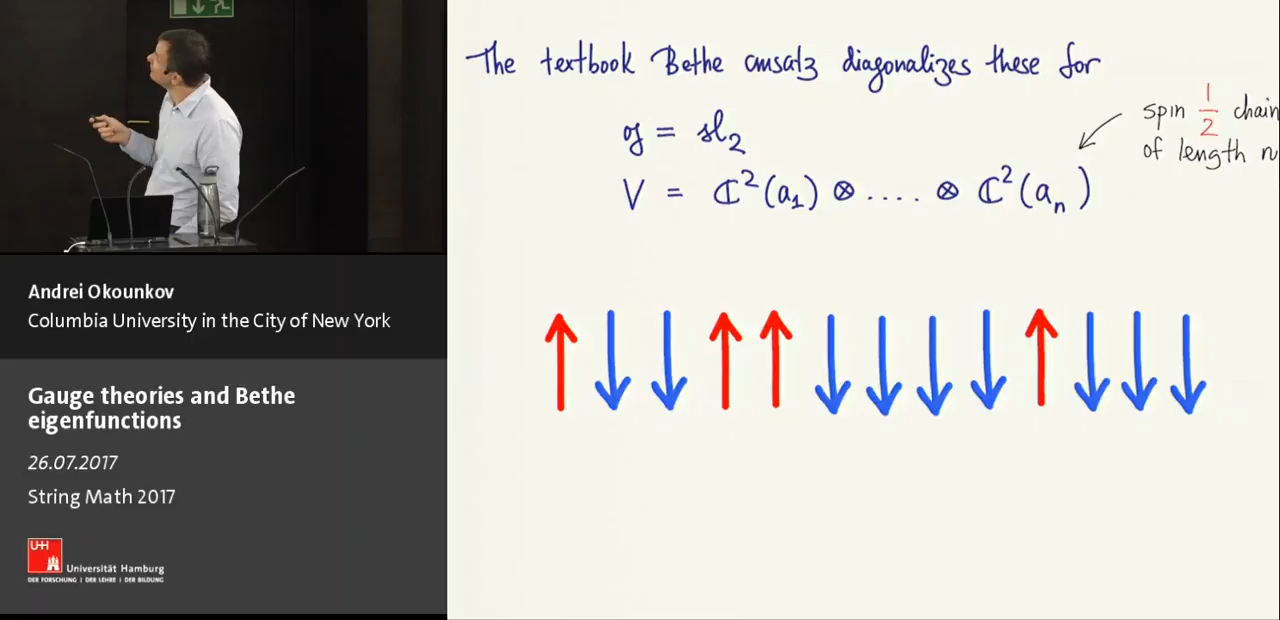 The textbook Bethe ansatz diagonalizes these for
𝔤 = sl₂
V = ℂ²(a₁) ⊗ .... ⊗ ℂ²(aₙ)
spin 1/2 chain
of length n
Andrei Okounkov
Columbia University in the City of New York
Gauge theories and Bethe
eigenfunctions
26.07.2017
String Math 2017
UHH
Universität Hamburg
DER FORSCHUNG | DER LEHRE | DER BILDUNG